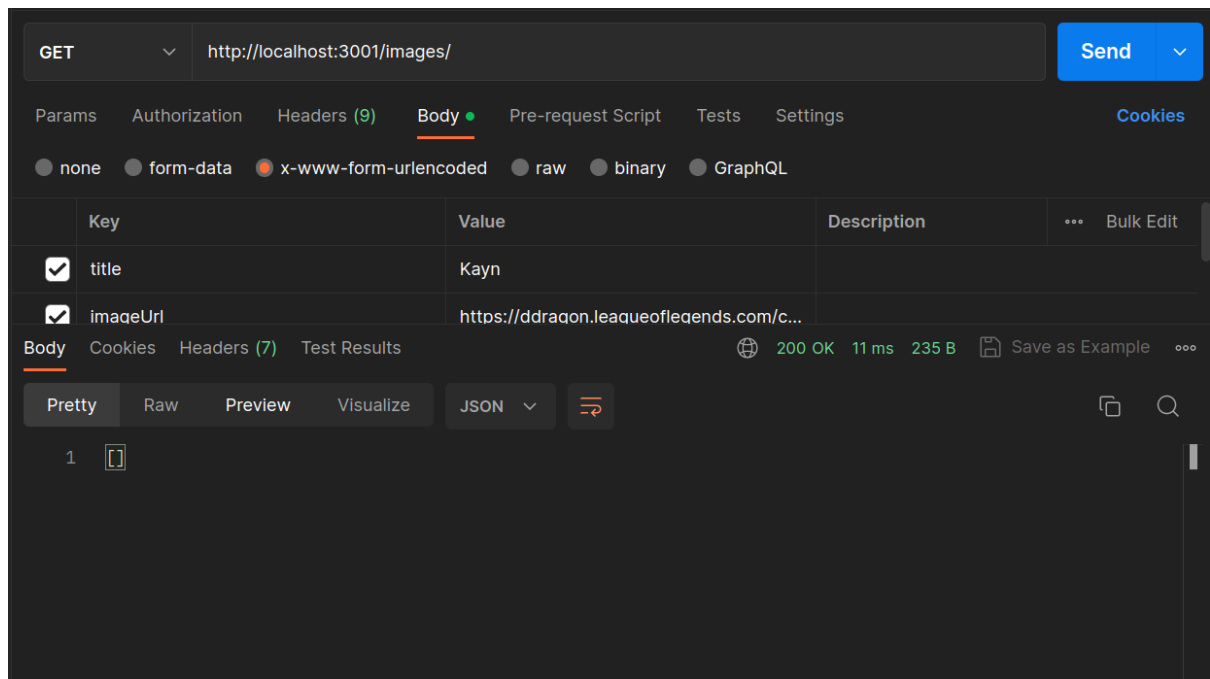 GET http://localhost:3001/images/ Send
Params Authorization Headers (9) Body Pre-request Script Tests Settings Cookies
none form-data x-www-form-urlencoded raw binary GraphQL
Key Value Description Bulk Edit
title Kayn
imageUrl https://ddragon.leagueoflegends.com/c...
Body Cookies Headers (7) Test Results 200 OK 11 ms 235 B Save as Example
Pretty Raw Preview Visualize JSON
1 []